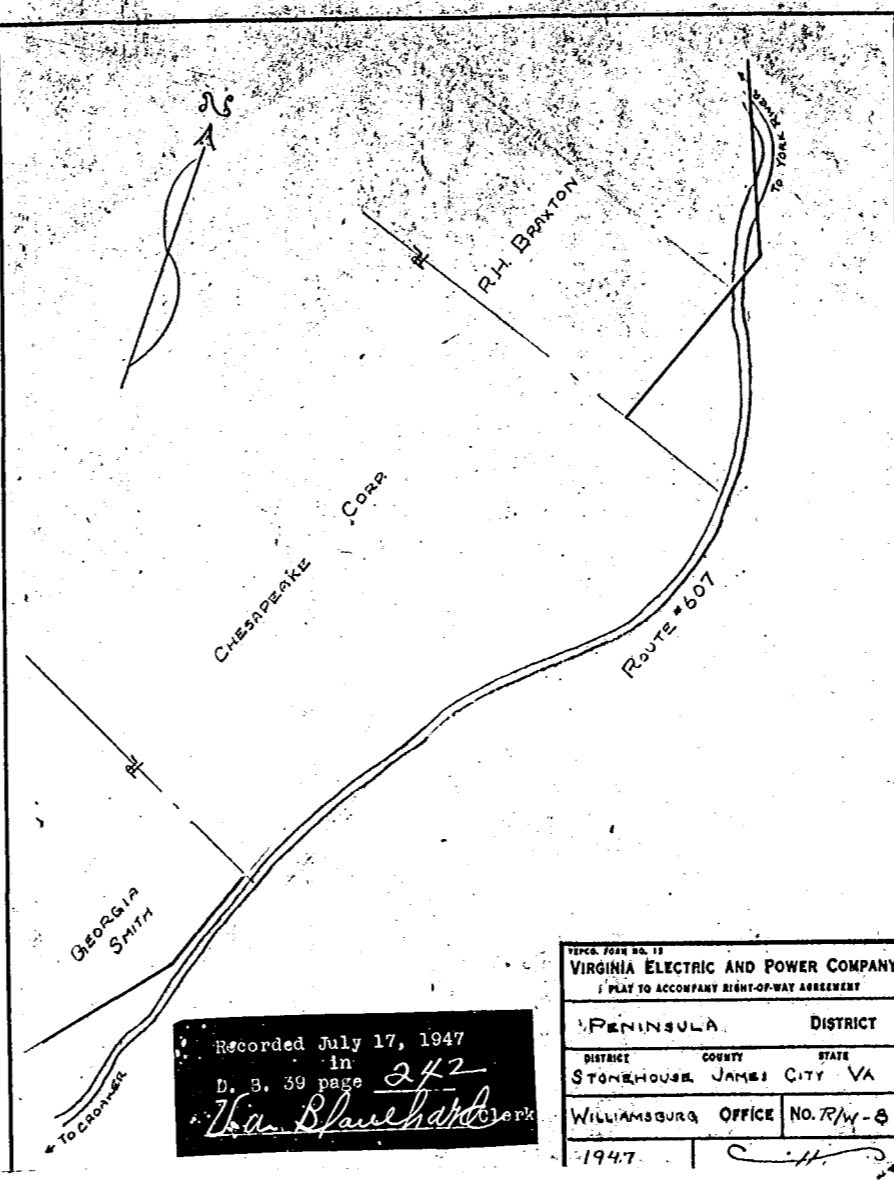 N
TO YORK RIVER
R.H. BRAXTON
PL
CHESAPEAKE CORP.
ROUTE #607
PL
GEORGIA
SMITH
TO CROAKER
Recorded July 17, 1947
in
D. B. 39 page 242
Clerk
VEPCO. FORM NO. 13
VIRGINIA ELECTRIC AND POWER COMPANY
PLAT TO ACCOMPANY RIGHT-OF-WAY AGREEMENT
PENINSULA DISTRICT
DISTRICT COUNTY STATE
STONEHOUSE JAMES CITY VA
WILLIAMSBURG OFFICE NO. R/W-8
1947